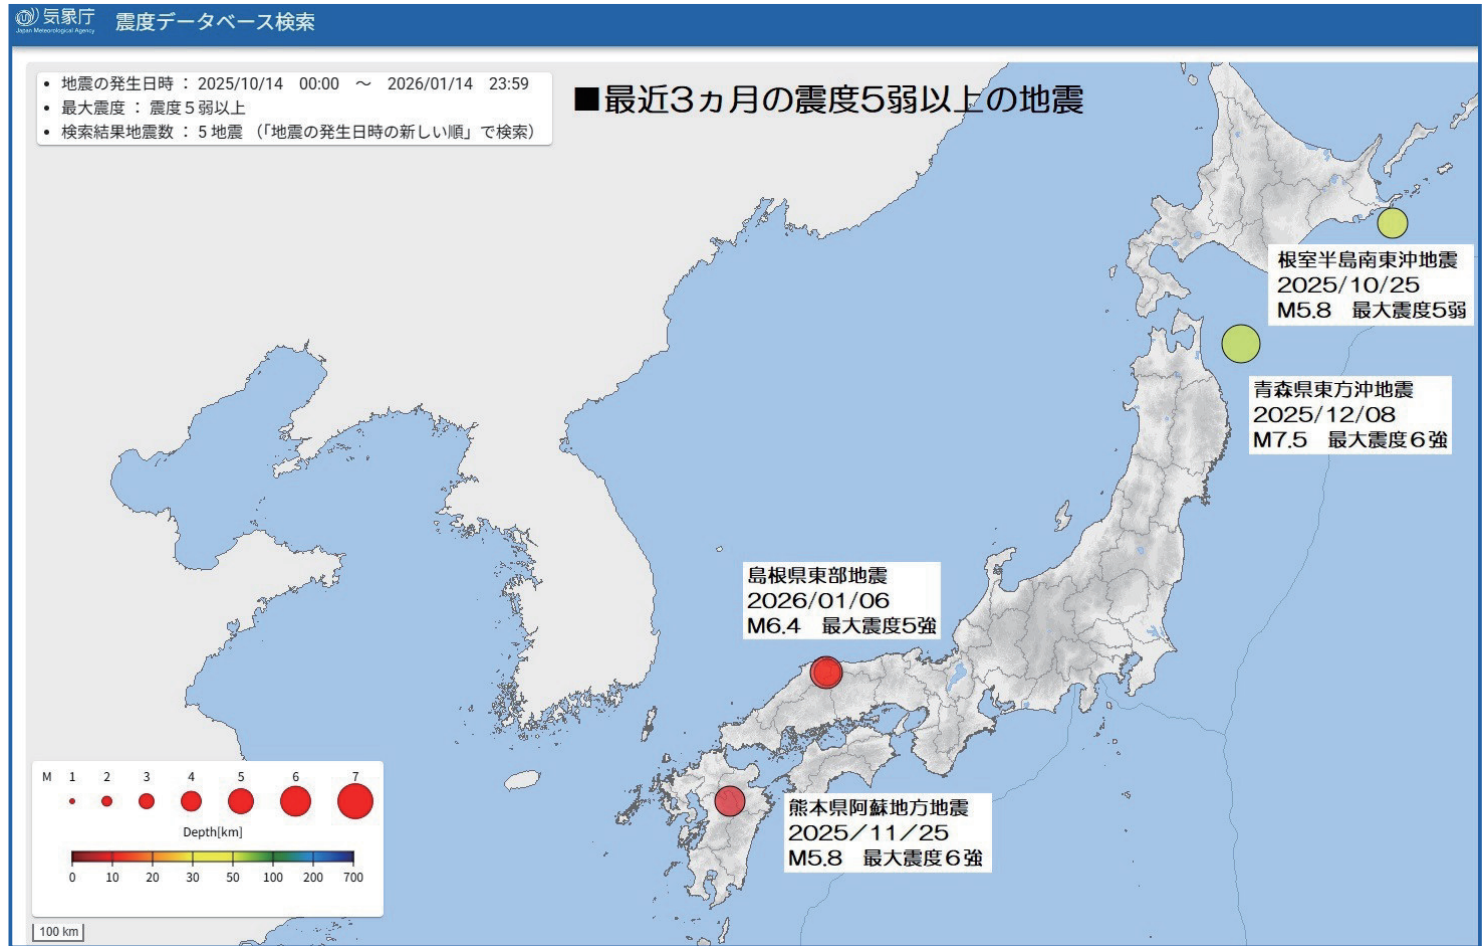 気象庁
Japan Meteorological Agency
震度データベース検索
• 地震の発生日時 ： 2025/10/14 00:00 ～ 2026/01/14 23:59
• 最大震度 ： 震度５弱以上
• 検索結果地震数 ： 5 地震 （「地震の発生日時の新しい順」で検索）
■最近3ヵ月の震度5弱以上の地震
根室半島南東沖地震
2025/10/25
M5.8 最大震度5弱
青森県東方沖地震
2025/12/08
M7.5 最大震度６強
島根県東部地震
2026/01/06
M6.4 最大震度5強
熊本県阿蘇地方地震
2025／11／25
M5.8 最大震度６強
M 1 2 3 4 5 6 7
Depth[km]
0 10 20 30 50 100 200 700
100 km